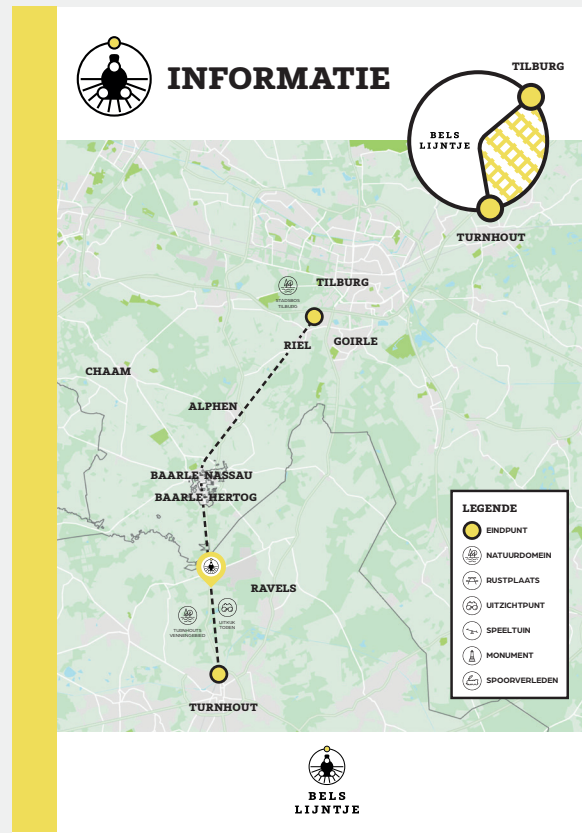 INFORMATIE
TILBURG
BELS
LIJNTJE
TURNHOUT
STADSBOS
TILBURG
TILBURG
RIEL
GOIRLE
CHAAM
ALPHEN
BAARLE-NASSAU
BAARLE-HERTOG
RAVELS
TURNHOUTS
VENNENGEBIED
UITKIJK
TOREN
TURNHOUT
LEGENDE
EINDPUNT
NATUURDOMEIN
RUSTPLAATS
UITZICHTPUNT
SPEELTUIN
MONUMENT
SPOORVERLEDEN
BELS
LIJNTJE